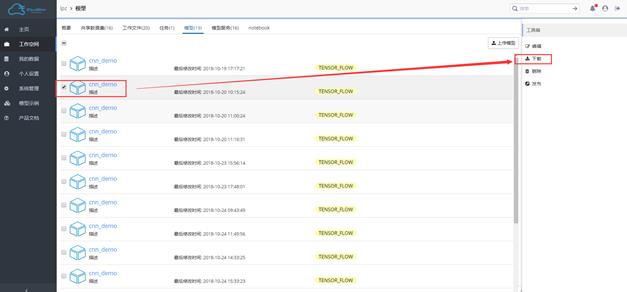 lpz > 模型
搜索
主页
工作空间
我的数据
个人设置
系统管理
模型示例
产品文档
概要 共享数据集(16) 工作文件(20) 任务(1) 模型(19) 模型服务(16) notebook
上传模型
工具箱
编辑
下载
删除
发布
cnn_demo
描述 最后修改时间: 2018-10-19 17:17:21 TENSOR_FLOW
cnn_demo
描述 最后修改时间: 2018-10-20 10:15:24 TENSOR_FLOW
cnn_demo
描述 最后修改时间: 2018-10-20 11:00:24 TENSOR_FLOW
cnn_demo
描述 最后修改时间: 2018-10-20 11:16:31 TENSOR_FLOW
cnn_demo
描述 最后修改时间: 2018-10-23 15:56:14 TENSOR_FLOW
cnn_demo
描述 最后修改时间: 2018-10-23 17:48:01 TENSOR_FLOW
cnn_demo
描述 最后修改时间: 2018-10-24 09:43:49 TENSOR_FLOW
cnn_demo
描述 最后修改时间: 2018-10-24 11:49:56 TENSOR_FLOW
cnn_demo
描述 最后修改时间: 2018-10-24 14:33:25 TENSOR_FLOW
cnn_demo
描述 最后修改时间: 2018-10-24 15:33:23 TENSOR_FLOW